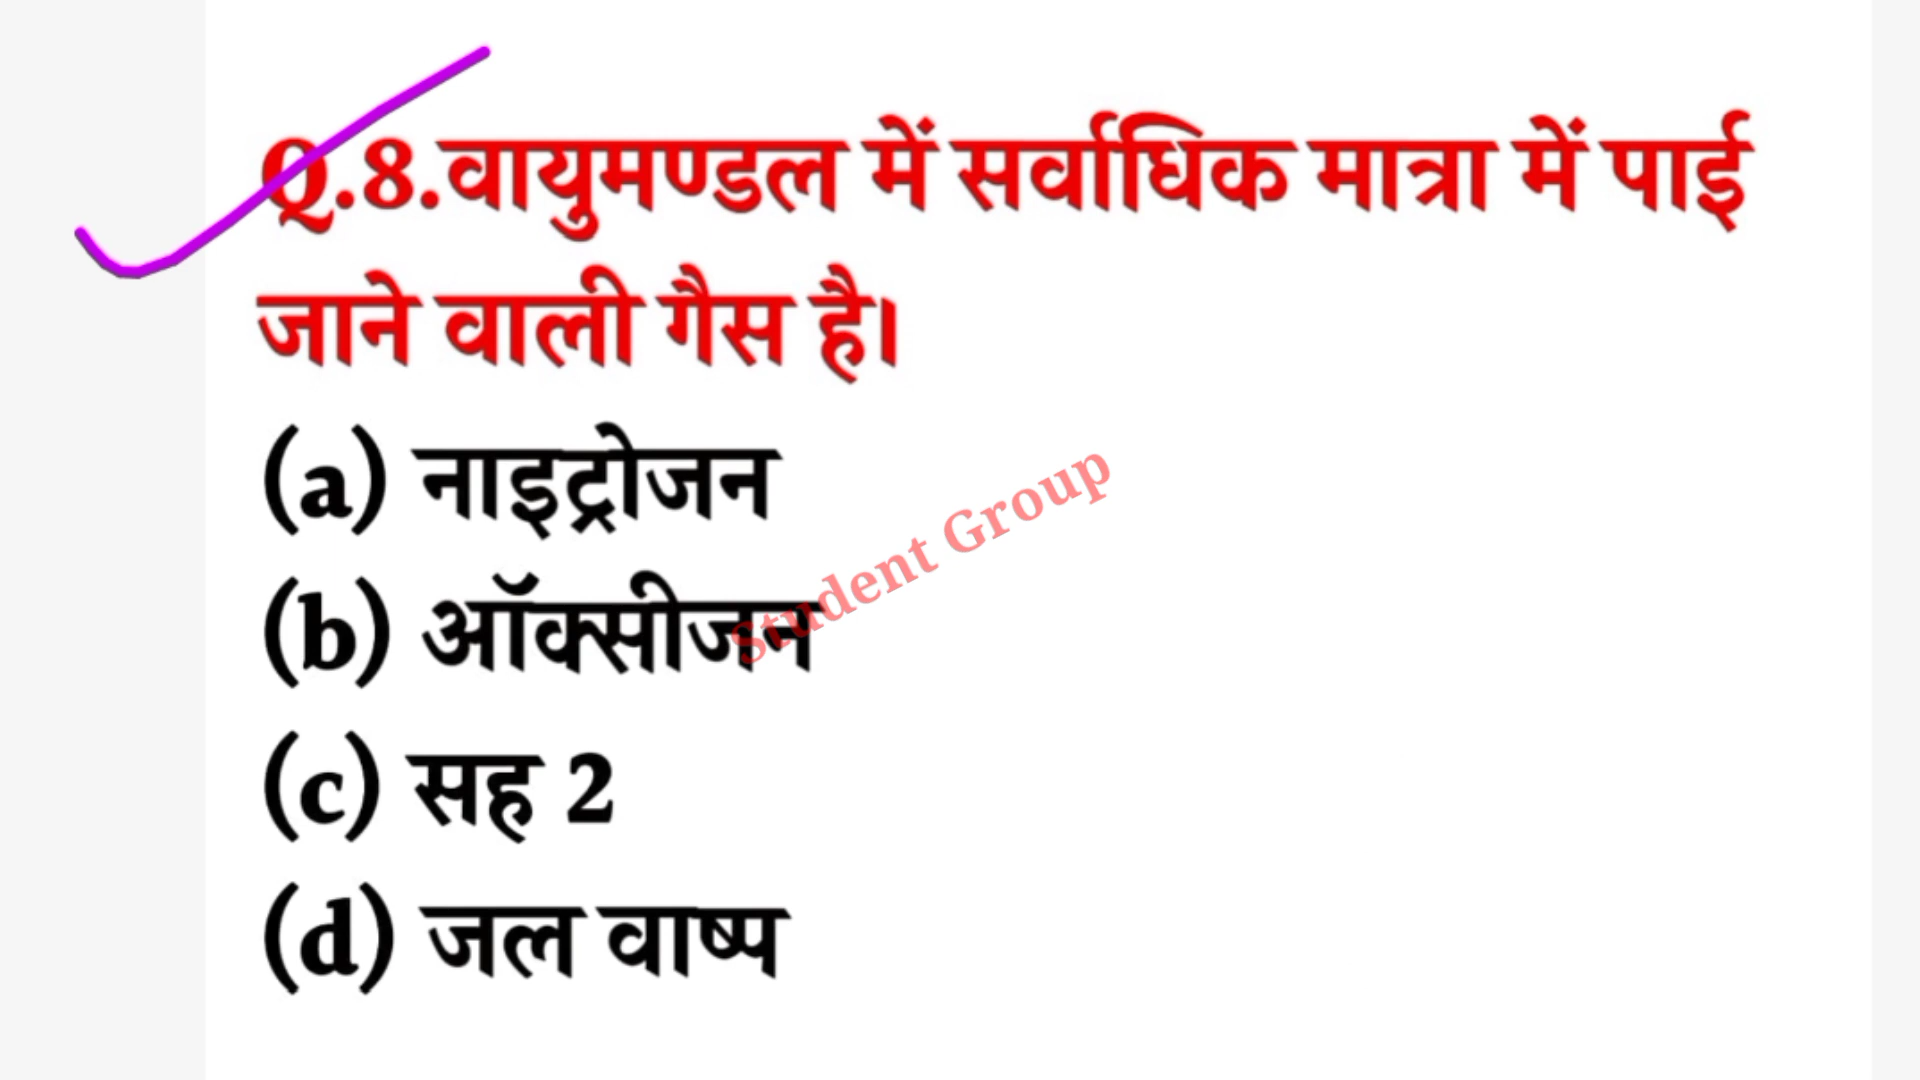 Q.8.वायुमण्डल में सर्वाधिक मात्रा में पाई
जाने वाली गैस है।
(a) नाइट्रोजन
(b) ऑक्सीजन
(c) सह 2
(d) जल वाष्प
Student Group